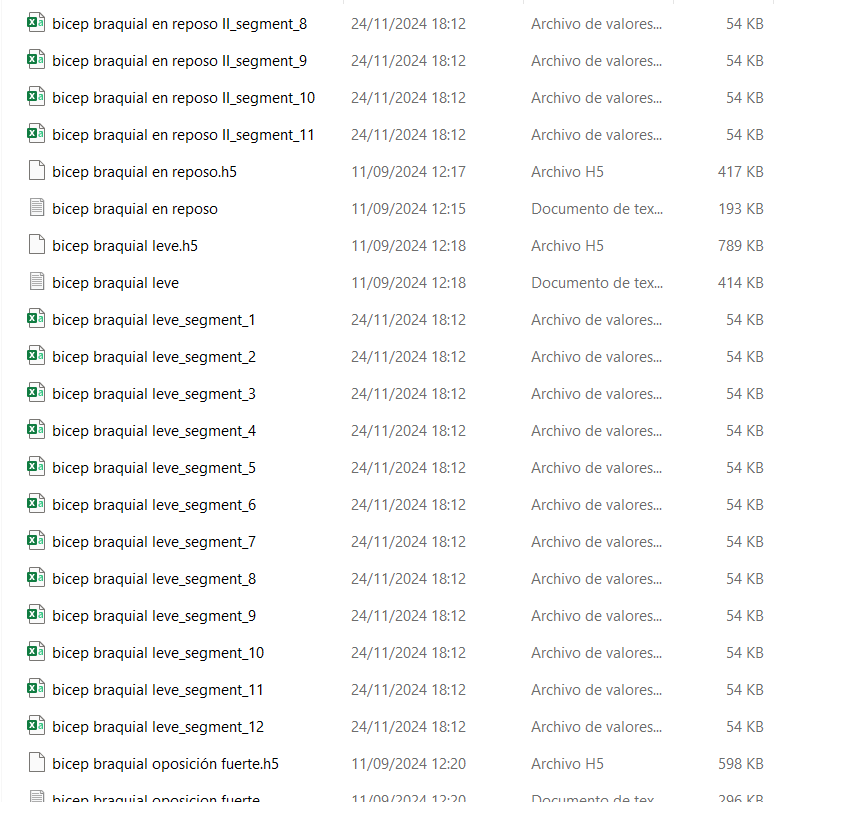 bicep braquial en reposo II_segment_8 24/11/2024 18:12 Archivo de valores... 54 KB
bicep braquial en reposo II_segment_9 24/11/2024 18:12 Archivo de valores... 54 KB
bicep braquial en reposo II_segment_10 24/11/2024 18:12 Archivo de valores... 54 KB
bicep braquial en reposo II_segment_11 24/11/2024 18:12 Archivo de valores... 54 KB
bicep braquial en reposo.h5 11/09/2024 12:17 Archivo H5 417 KB
bicep braquial en reposo 11/09/2024 12:15 Documento de tex... 193 KB
bicep braquial leve.h5 11/09/2024 12:18 Archivo H5 789 KB
bicep braquial leve 11/09/2024 12:18 Documento de tex... 414 KB
bicep braquial leve_segment_1 24/11/2024 18:12 Archivo de valores... 54 KB
bicep braquial leve_segment_2 24/11/2024 18:12 Archivo de valores... 54 KB
bicep braquial leve_segment_3 24/11/2024 18:12 Archivo de valores... 54 KB
bicep braquial leve_segment_4 24/11/2024 18:12 Archivo de valores... 54 KB
bicep braquial leve_segment_5 24/11/2024 18:12 Archivo de valores... 54 KB
bicep braquial leve_segment_6 24/11/2024 18:12 Archivo de valores... 54 KB
bicep braquial leve_segment_7 24/11/2024 18:12 Archivo de valores... 54 KB
bicep braquial leve_segment_8 24/11/2024 18:12 Archivo de valores... 54 KB
bicep braquial leve_segment_9 24/11/2024 18:12 Archivo de valores... 54 KB
bicep braquial leve_segment_10 24/11/2024 18:12 Archivo de valores... 54 KB
bicep braquial leve_segment_11 24/11/2024 18:12 Archivo de valores... 54 KB
bicep braquial leve_segment_12 24/11/2024 18:12 Archivo de valores... 54 KB
bicep braquial oposición fuerte.h5 11/09/2024 12:20 Archivo H5 598 KB
bicep braquial oposicion fuerte 11/09/2024 12:20 Documento de tex... 296 KB